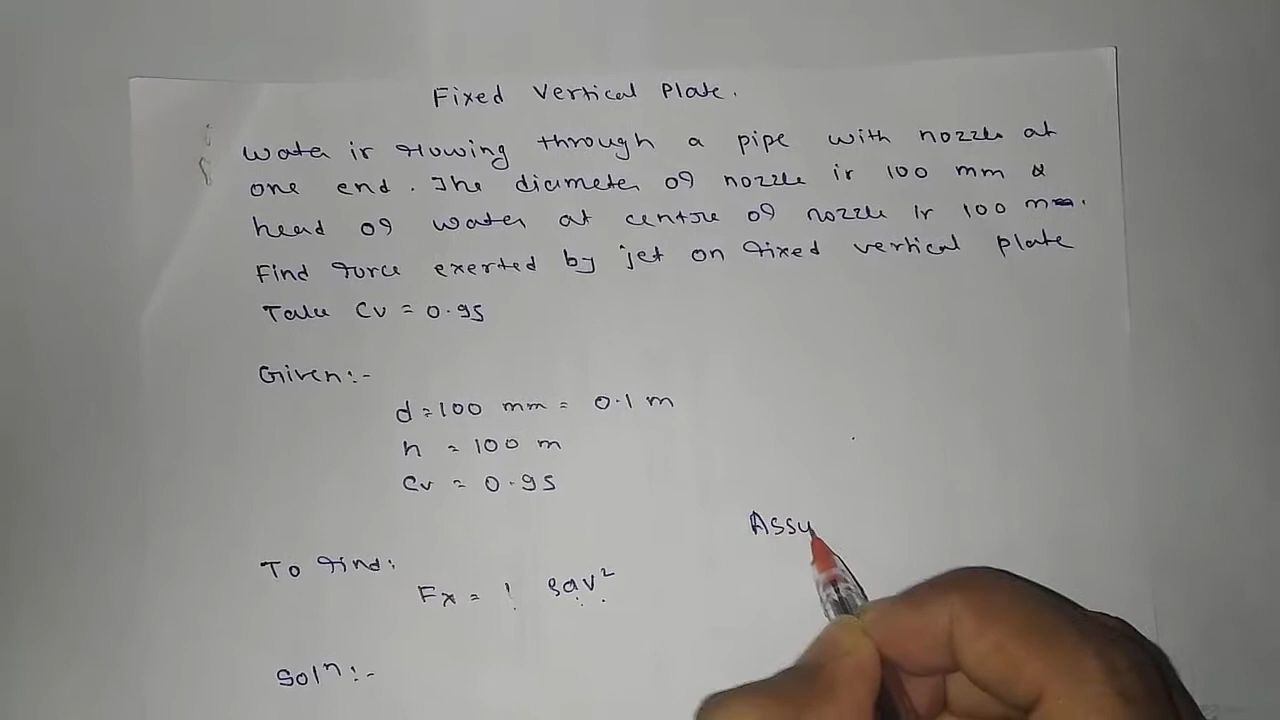 Fixed Vertical Plate.
Water is flowing through a pipe with nozzle at
one end. The diameter of nozzle is 100 mm &
head of water at centre of nozzle is 100 m.
Find force exerted by jet on fixed vertical plate
Take Cv = 0.95
Given:-
d = 100 mm = 0.1 m
h = 100 m
Cv = 0.95
Assu
To find:
Fx = ! ρav²
Solⁿ:-